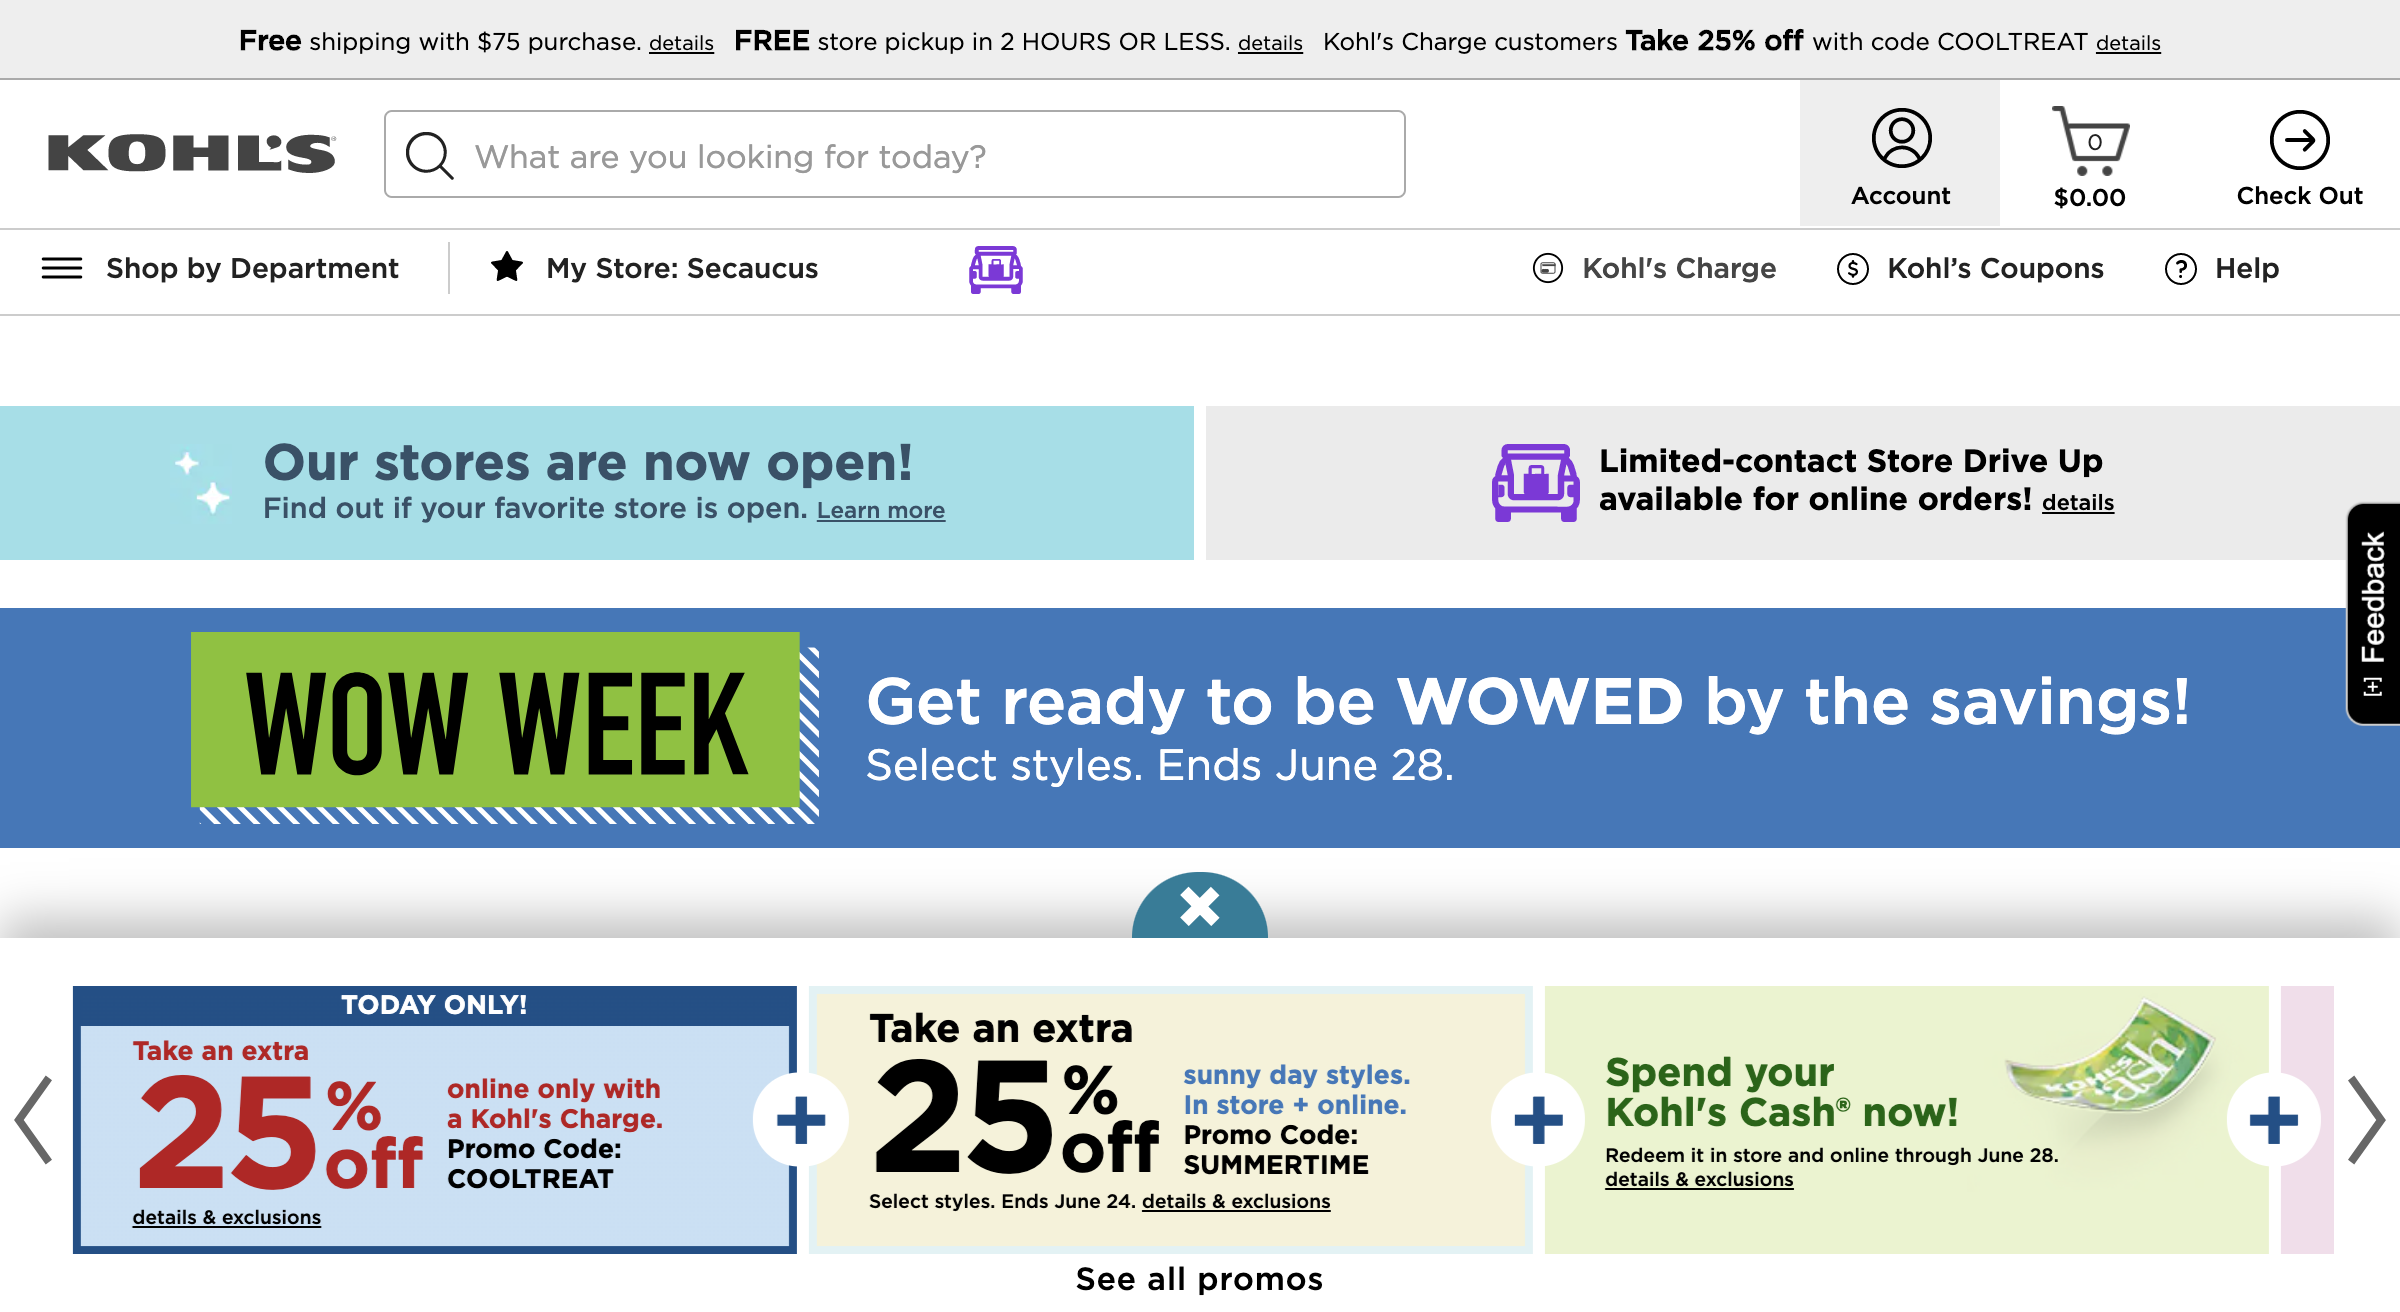 Free shipping with $75 purchase. details FREE store pickup in 2 HOURS OR LESS. details Kohl's Charge customers Take 25% off with code COOLTREAT details
KOHL'S
What are you looking for today?
Account
0
$0.00
Check Out
Shop by Department
My Store: Secaucus
Kohl's Charge
$
Kohl’s Coupons
?
Help
Our stores are now open!
Find out if your favorite store is open. Learn more
Limited-contact Store Drive Up
available for online orders! details
[+] Feedback
WOW WEEK
Get ready to be WOWED by the savings!
Select styles. Ends June 28.
TODAY ONLY!
Take an extra
25% off
online only with
a Kohl's Charge.
Promo Code:
COOLTREAT
details & exclusions
Take an extra
25% off
sunny day styles.
In store + online.
Promo Code:
SUMMERTIME
Select styles. Ends June 24. details & exclusions
Spend your
Kohl's Cash® now!
Redeem it in store and online through June 28.
details & exclusions
KOHL'S
Cash
See all promos